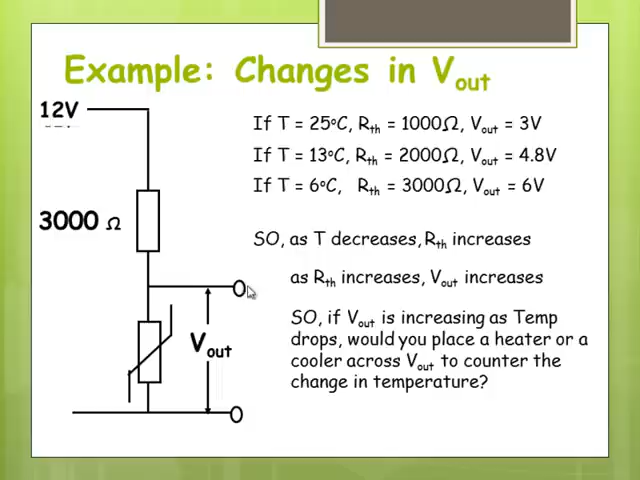 Example: Changes in Vout
12V
If T = 25oC, Rth = 1000Ω, Vout = 3V
If T = 13oC, Rth = 2000Ω, Vout = 4.8V
If T = 6oC, Rth = 3000Ω, Vout = 6V
3000 Ω
SO, as T decreases, Rth increases
as Rth increases, Vout increases
SO, if Vout is increasing as Temp
drops, would you place a heater or a
cooler across Vout to counter the
change in temperature?
Vout